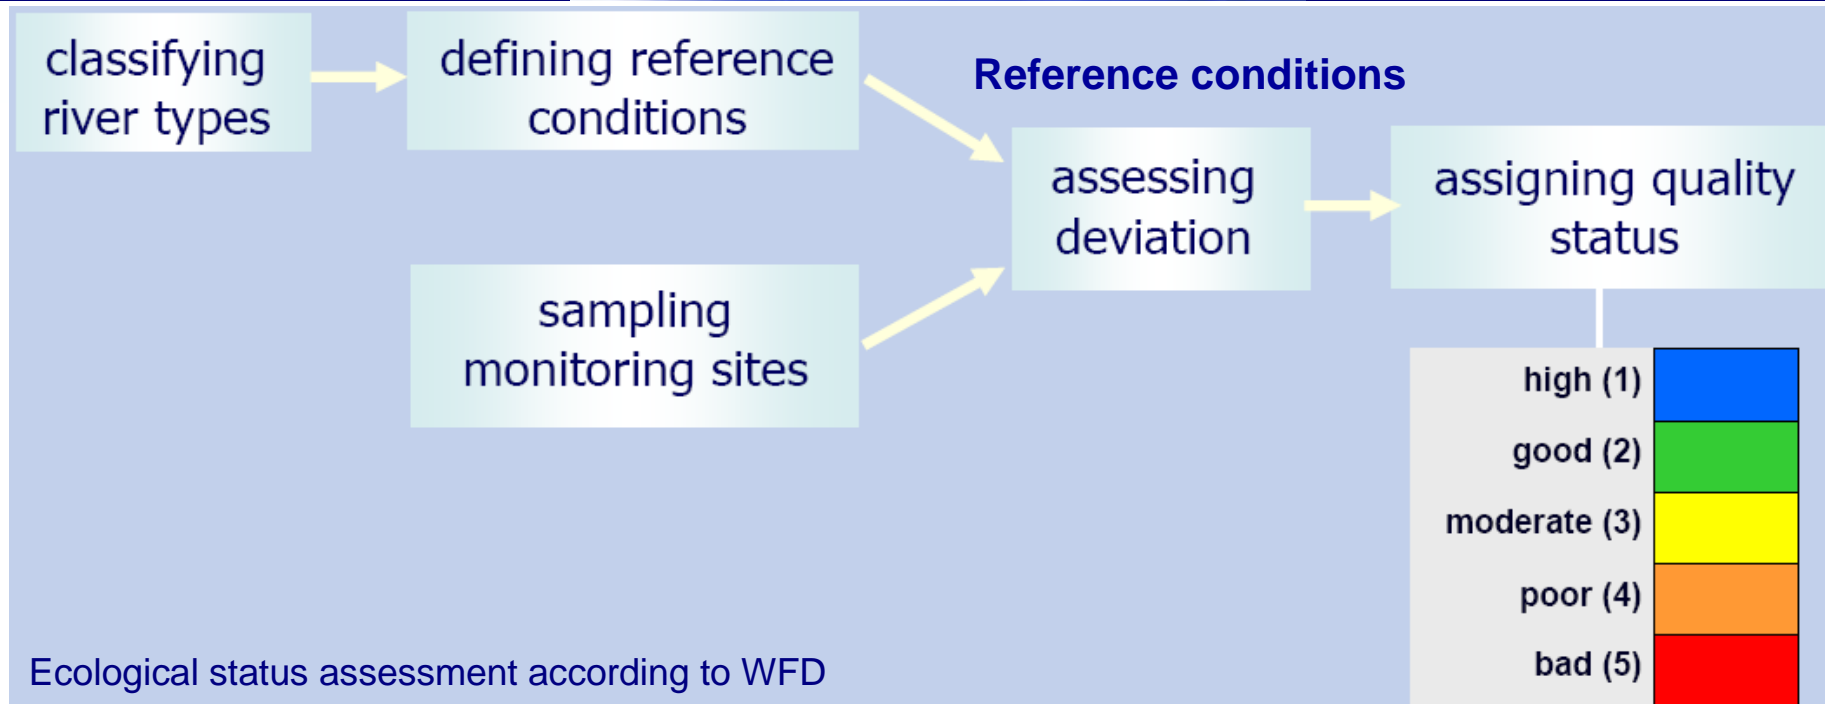 classifying
river types
defining reference
conditions
Reference conditions
assessing
deviation
assigning quality
status
sampling
monitoring sites
high (1)
good (2)
moderate (3)
poor (4)
bad (5)
Ecological status assessment according to WFD